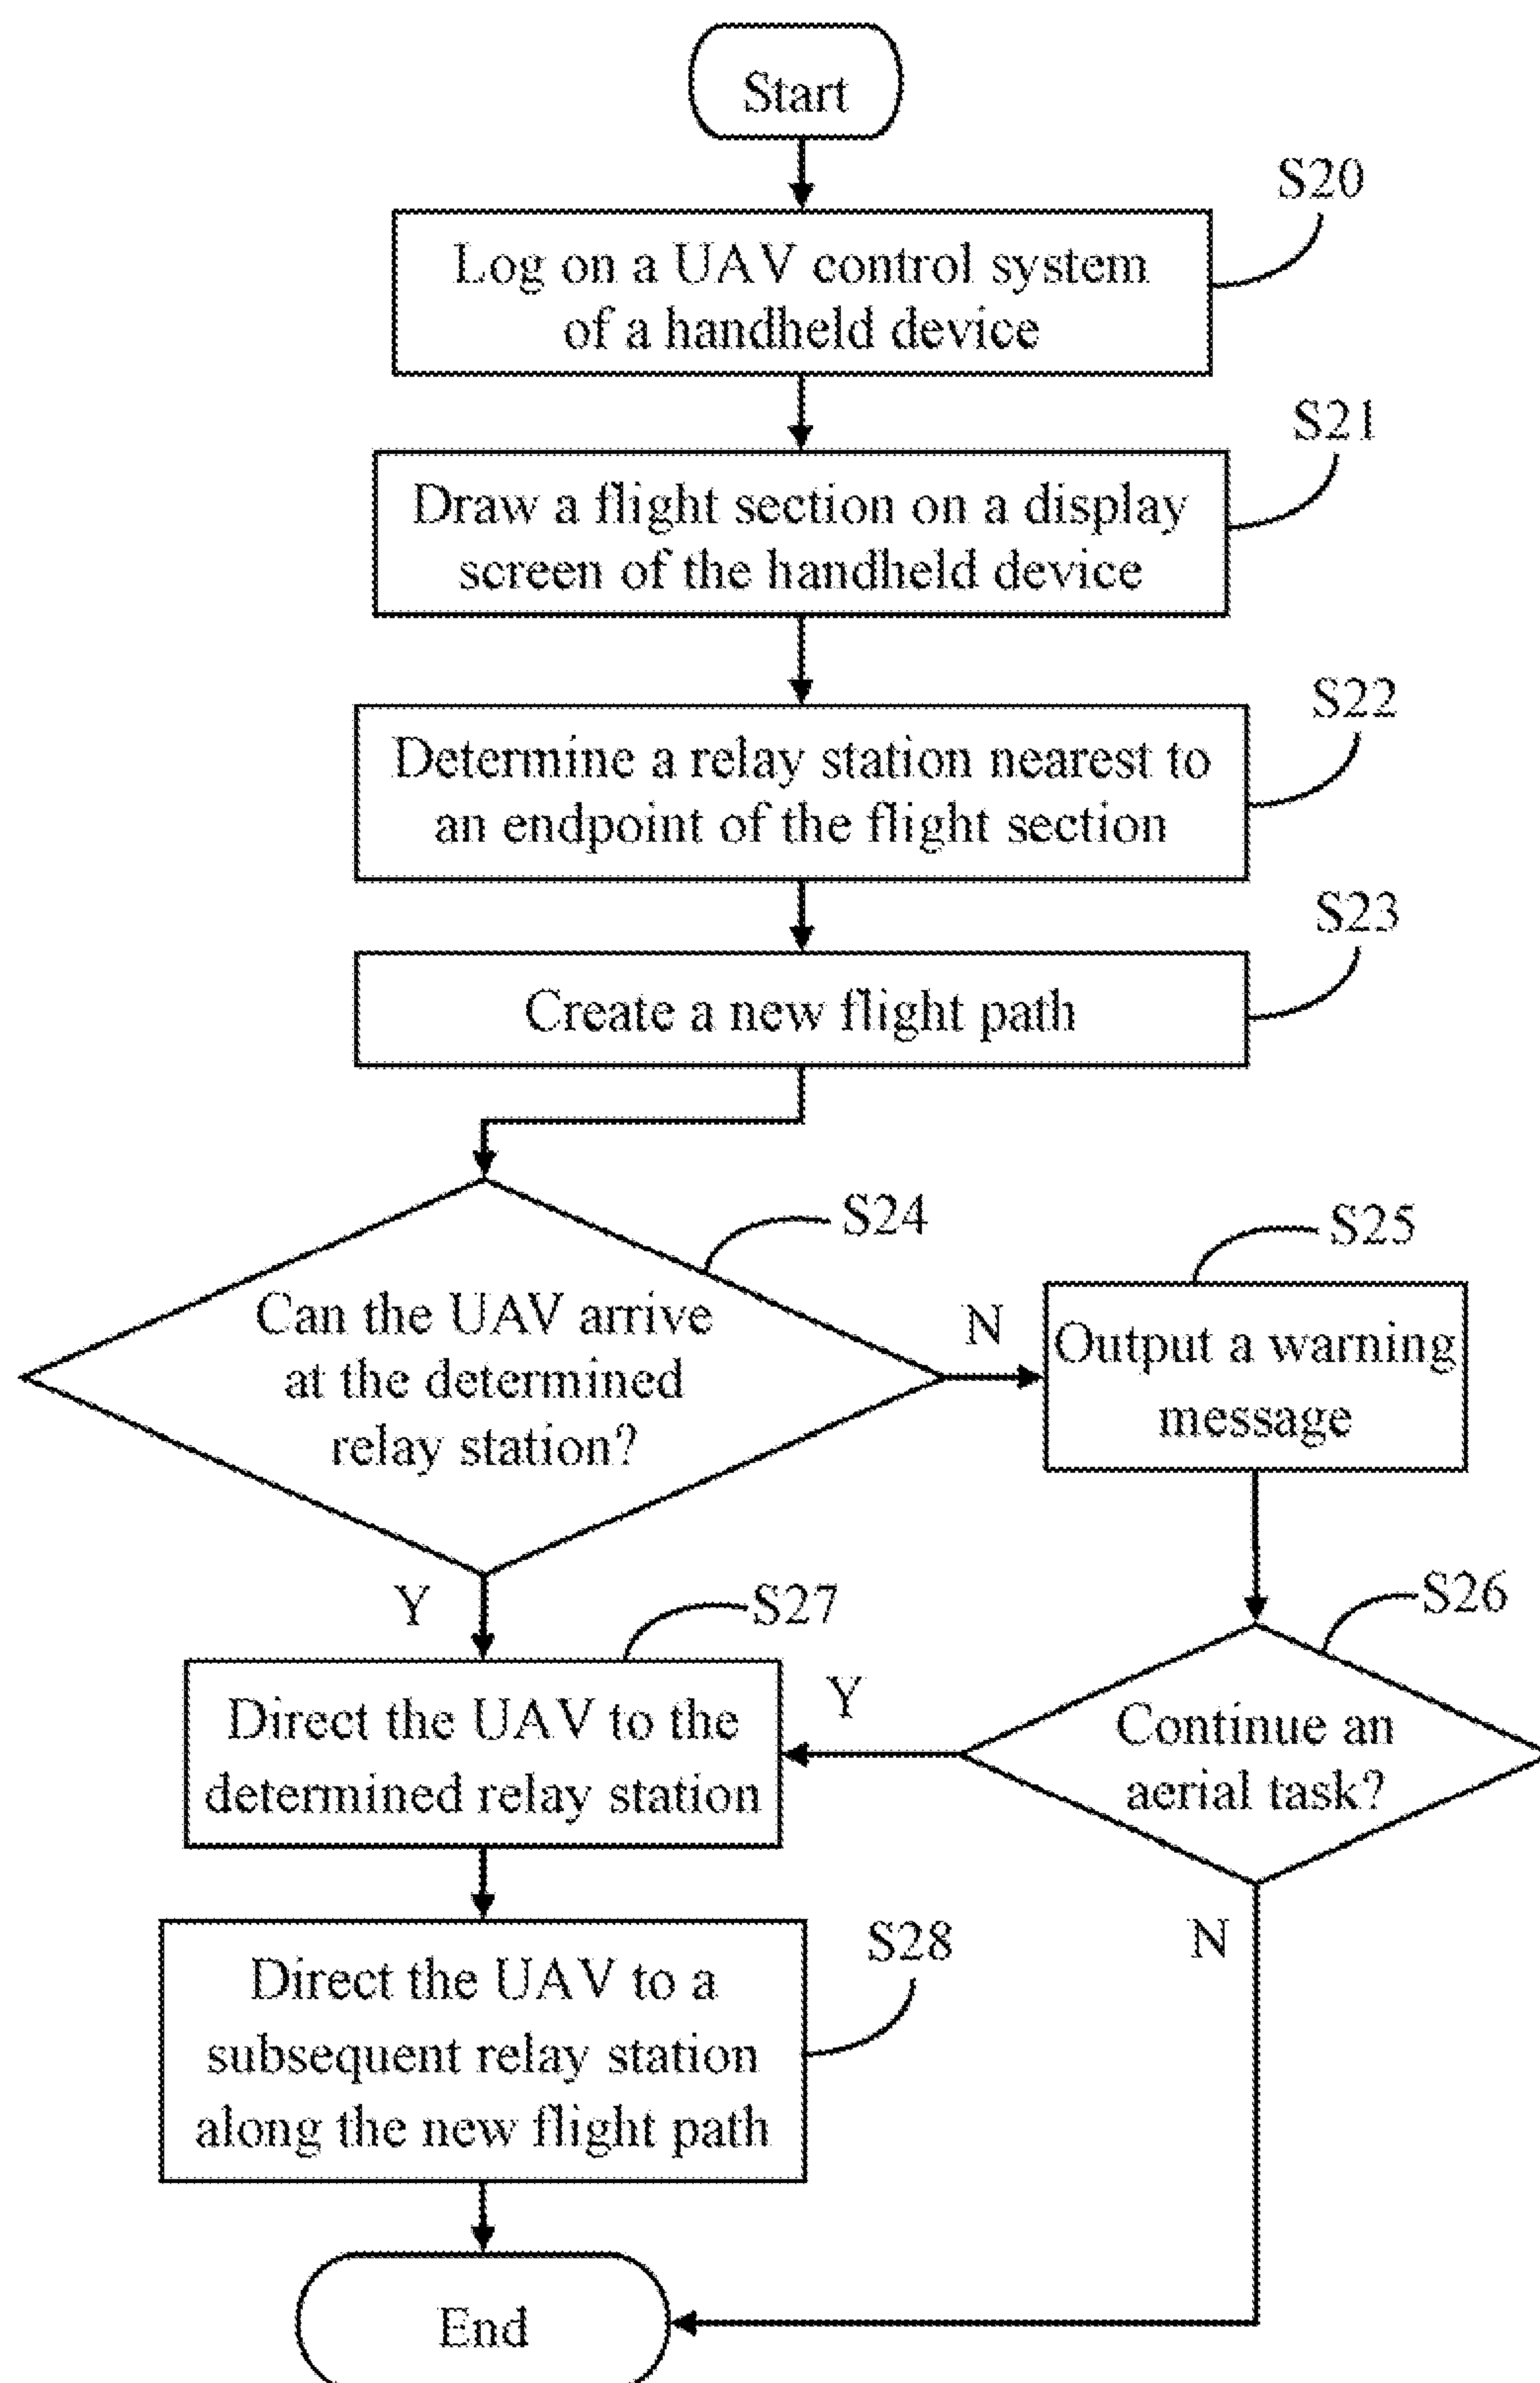 Start
S20
Log on a UAV control system
of a handheld device
S21
Draw a flight section on a display
screen of the handheld device
S22
Determine a relay station nearest to
an endpoint of the flight section
S23
Create a new flight path
S24
Can the UAV arrive
at the determined
relay station?
N
S25
Output a warning
message
Y
S27
Direct the UAV to the
determined relay station
Y
S26
Continue an
aerial task?
N
S28
Direct the UAV to a
subsequent relay station
along the new flight path
End